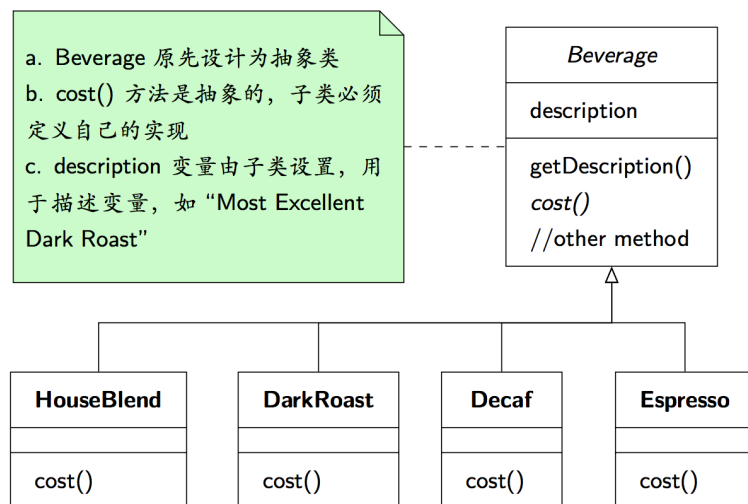 a. Beverage 原先设计为抽象类
b. cost() 方法是抽象的，子类必须
定义自己的实现
c. description 变量由子类设置，用
于描述变量，如 “Most Excellent
Dark Roast”
Beverage
description
getDescription()
cost()
//other method
HouseBlend
cost()
DarkRoast
cost()
Decaf
cost()
Espresso
cost()